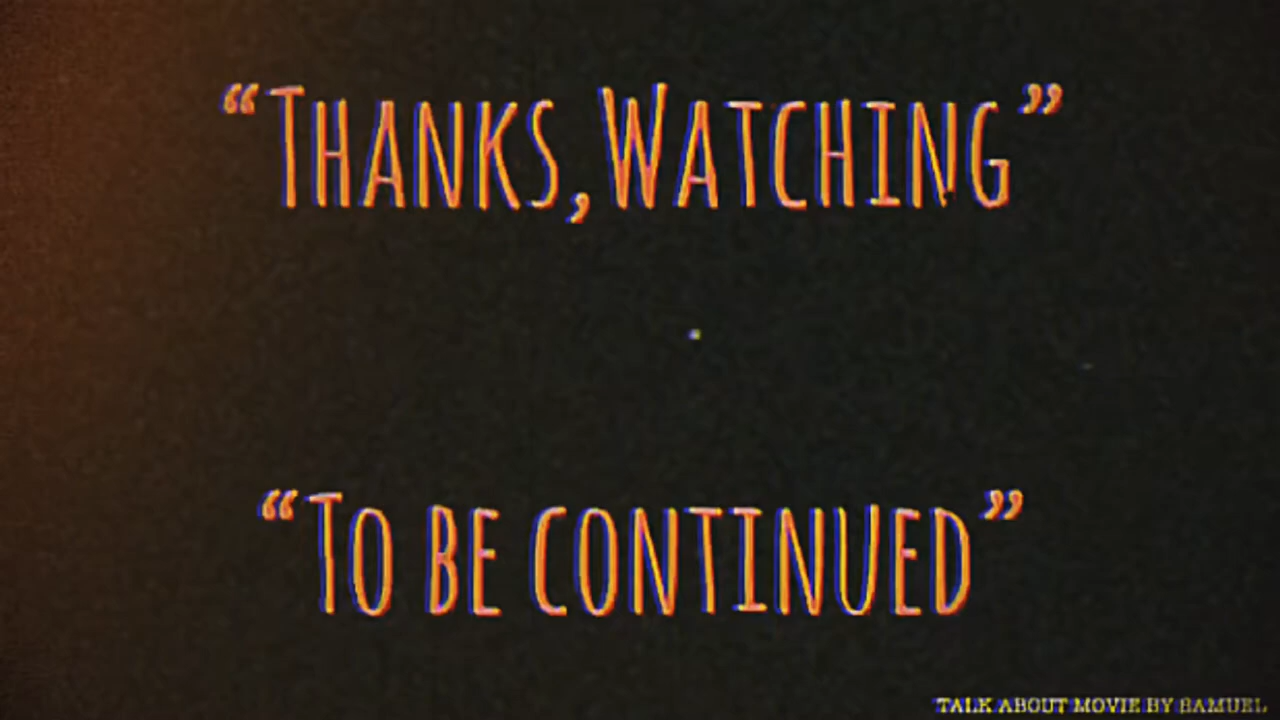 “Thanks,Watching”
“To be continued”
TALK ABOUT MOVIE BY SAMUEL